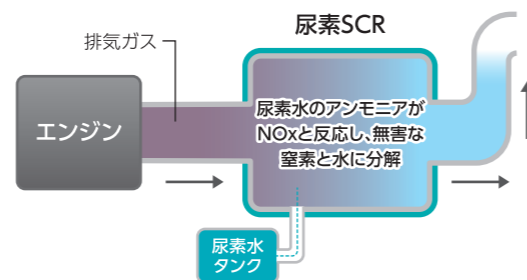 尿素SCR
排気ガス
エンジン
尿素水のアンモニアが
NOxと反応し、無害な
窒素と水に分解
尿素水
タンク